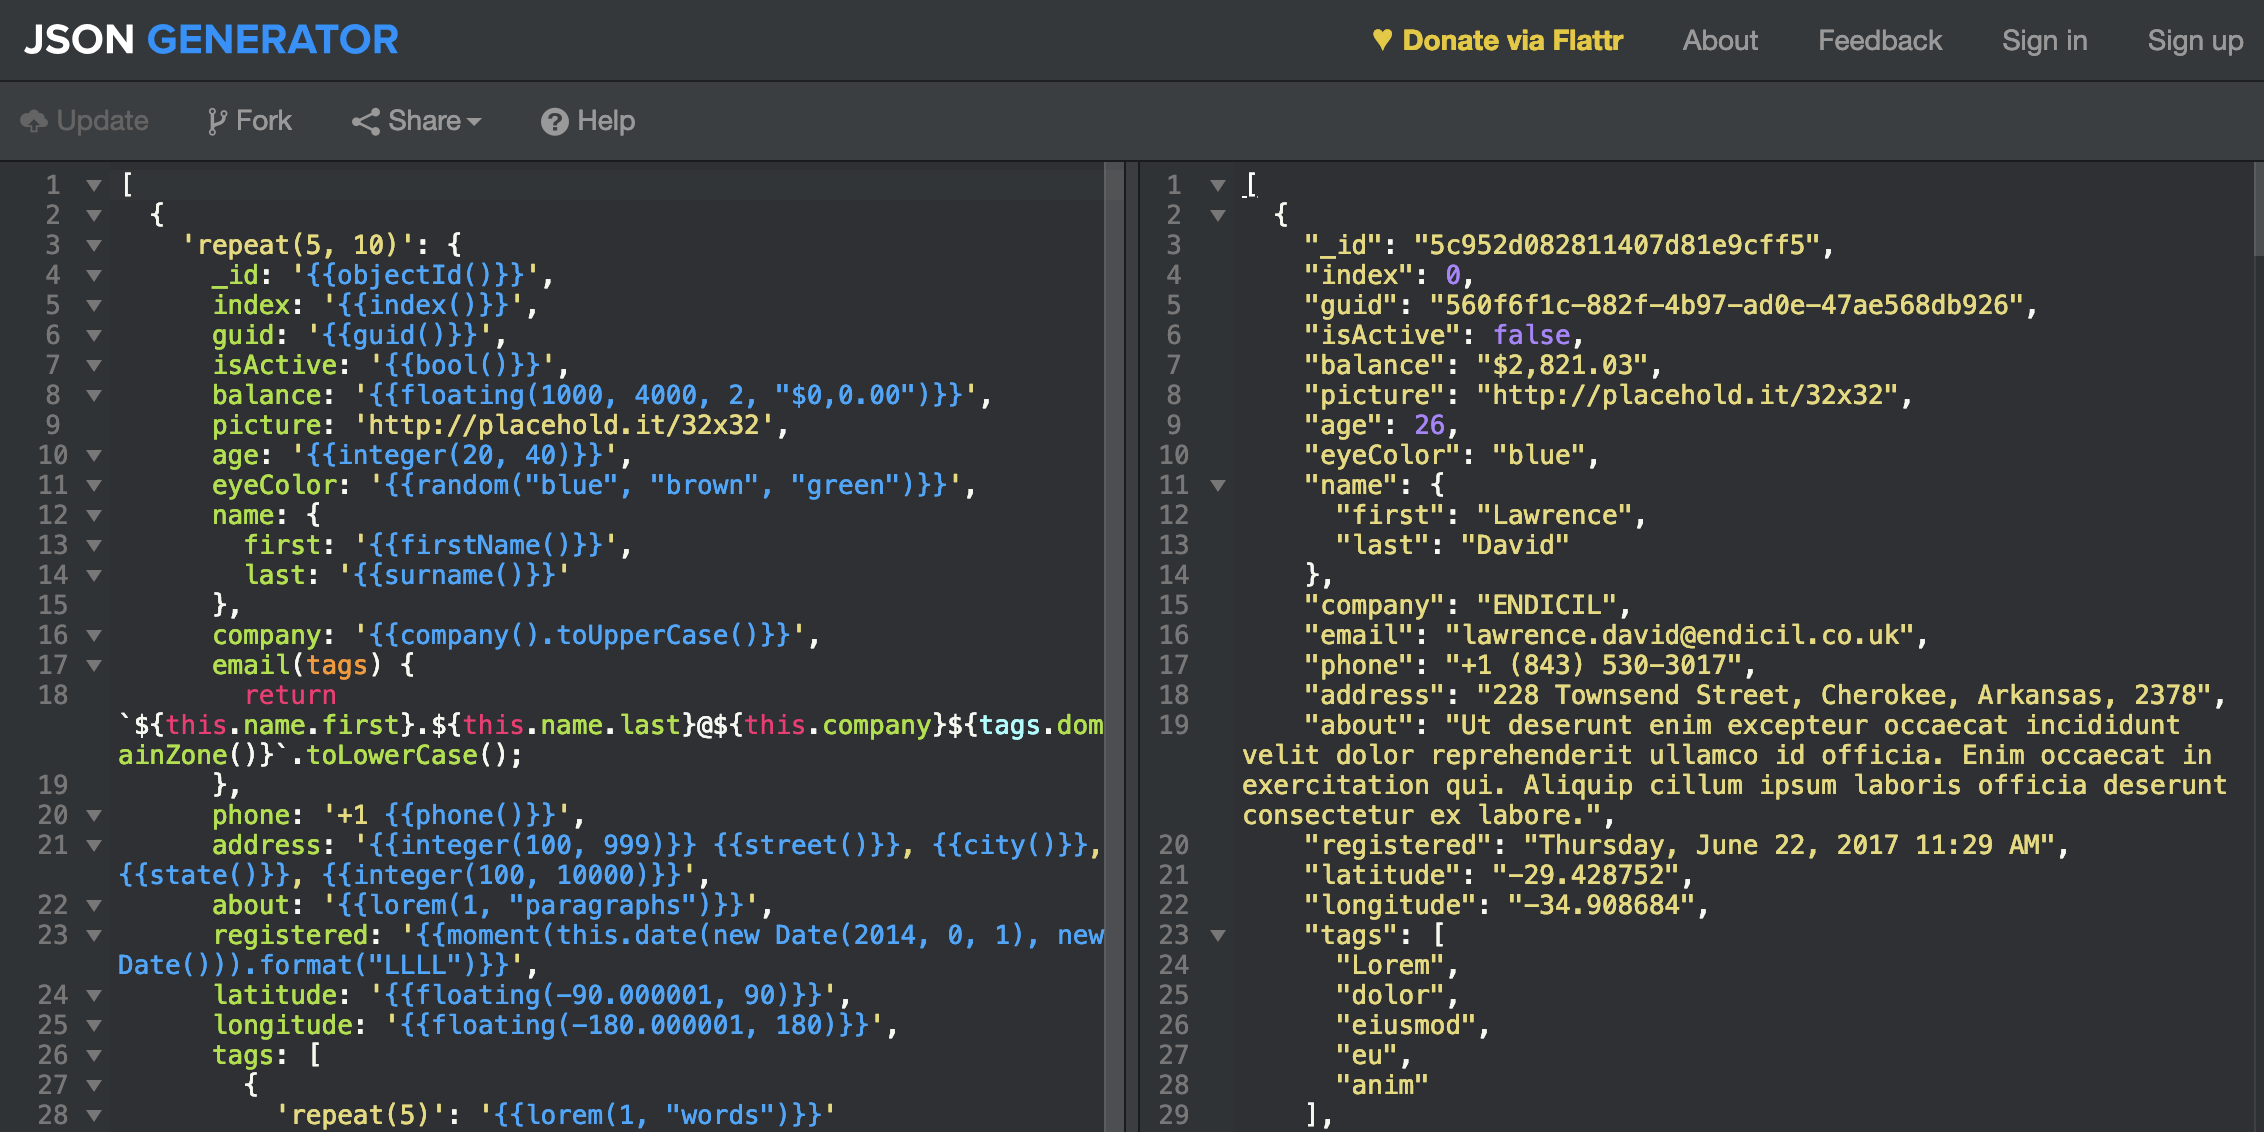 JSON GENERATOR
♥ Donate via Flattr About Feedback Sign in Sign up
Update Fork Share Help
1 [
2 {
3 'repeat(5, 10)': {
4 _id: '{{objectId()}}',
5 index: '{{index()}}',
6 guid: '{{guid()}}',
7 isActive: '{{bool()}}',
8 balance: '{{floating(1000, 4000, 2, "$0,0.00")}}',
9 picture: 'http://placehold.it/32x32',
10 age: '{{integer(20, 40)}}',
11 eyeColor: '{{random("blue", "brown", "green")}}',
12 name: {
13 first: '{{firstName()}}',
14 last: '{{surname()}}'
15 },
16 company: '{{company().toUpperCase()}}',
17 email(tags) {
18 return
`${this.name.first}.${this.name.last}@${this.company}${tags.dom
ainZone()}`.toLowerCase();
19 },
20 phone: '+1 {{phone()}}',
21 address: '{{integer(100, 999)}} {{street()}}, {{city()}},
{{state()}}, {{integer(100, 10000)}}',
22 about: '{{lorem(1, "paragraphs")}}',
23 registered: '{{moment(this.date(new Date(2014, 0, 1), new
Date())).format("LLLL")}}',
24 latitude: '{{floating(-90.000001, 90)}}',
25 longitude: '{{floating(-180.000001, 180)}}',
26 tags: [
27 {
28 'repeat(5)': '{{lorem(1, "words")}}'
1 [
2 {
3 "_id": "5c952d082811407d81e9cff5",
4 "index": 0,
5 "guid": "560f6f1c-882f-4b97-ad0e-47ae568db926",
6 "isActive": false,
7 "balance": "$2,821.03",
8 "picture": "http://placehold.it/32x32",
9 "age": 26,
10 "eyeColor": "blue",
11 "name": {
12 "first": "Lawrence",
13 "last": "David"
14 },
15 "company": "ENDICIL",
16 "email": "lawrence.david@endicil.co.uk",
17 "phone": "+1 (843) 530-3017",
18 "address": "228 Townsend Street, Cherokee, Arkansas, 2378",
19 "about": "Ut deserunt enim excepteur occaecat incididunt
velit dolor reprehenderit ullamco id officia. Enim occaecat in
exercitation qui. Aliquip cillum ipsum laboris officia deserunt
consectetur ex labore.",
20 "registered": "Thursday, June 22, 2017 11:29 AM",
21 "latitude": "-29.428752",
22 "longitude": "-34.908684",
23 "tags": [
24 "Lorem",
25 "dolor",
26 "eiusmod",
27 "eu",
28 "anim"
29 ],